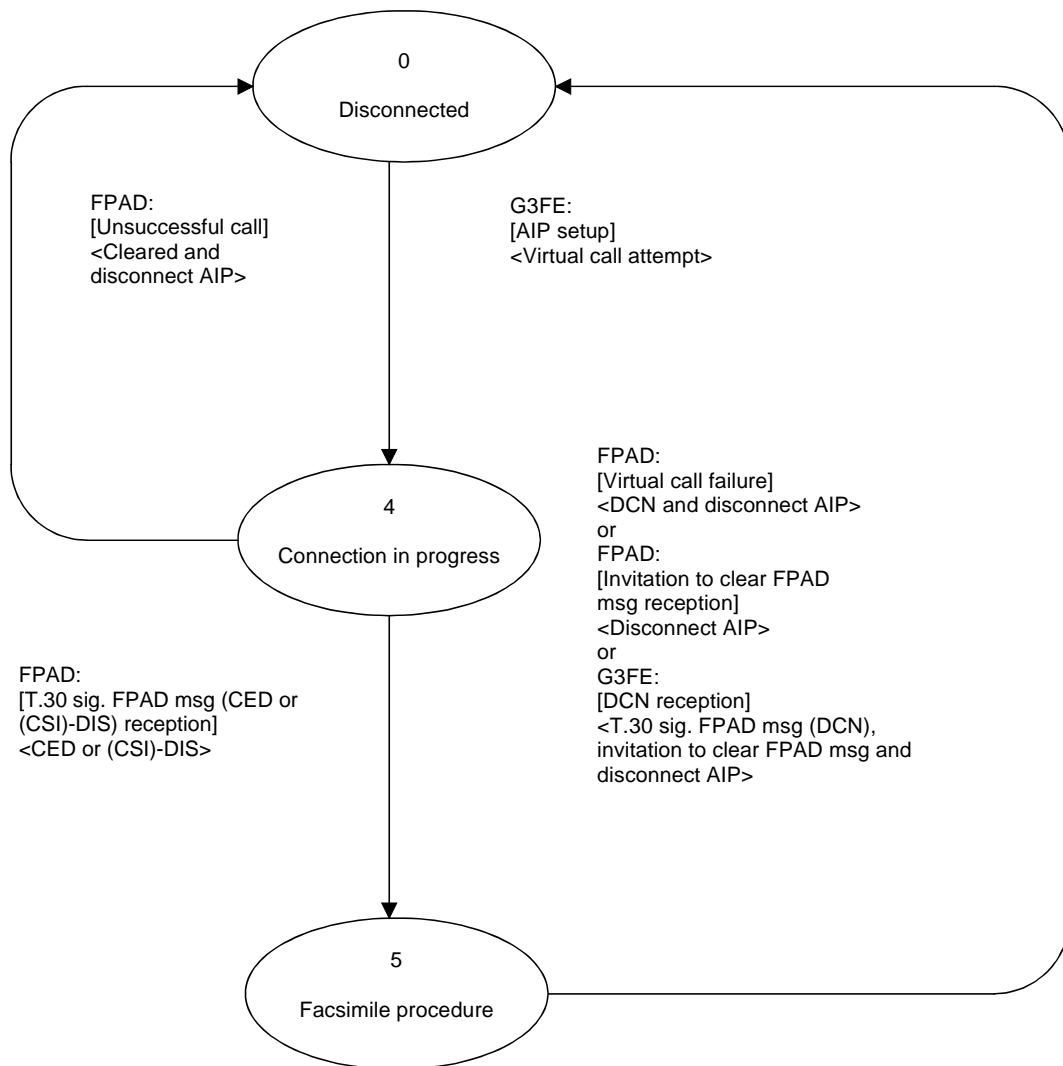 0
Disconnected
FPAD:
[Unsuccessful call]
<Cleared and
disconnect AIP>
G3FE:
[AIP setup]
<Virtual call attempt>
4
Connection in progress
FPAD:
[Virtual call failure]
<DCN and disconnect AIP>
or
FPAD:
[Invitation to clear FPAD
msg reception]
<Disconnect AIP>
or
G3FE:
[DCN reception]
<T.30 sig. FPAD msg (DCN),
invitation to clear FPAD msg and
disconnect AIP>
FPAD:
[T.30 sig. FPAD msg (CED or
(CSI)-DIS) reception]
<CED or (CSI)-DIS>
5
Facsimile procedure